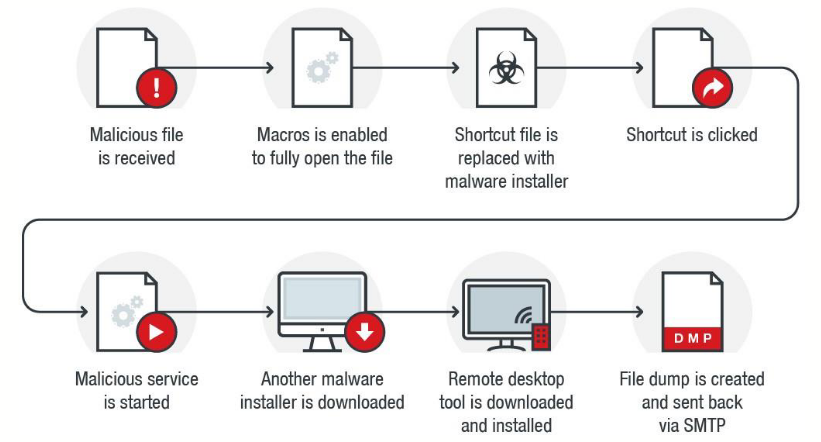 !
Malicious file
is received
Macros is enabled
to fully open the file
Shortcut file is
replaced with
malware installer
Shortcut is clicked
Malicious service
is started
Another malware
installer is downloaded
Remote desktop
tool is downloaded
and installed
DMP
File dump is created
and sent back
via SMTP